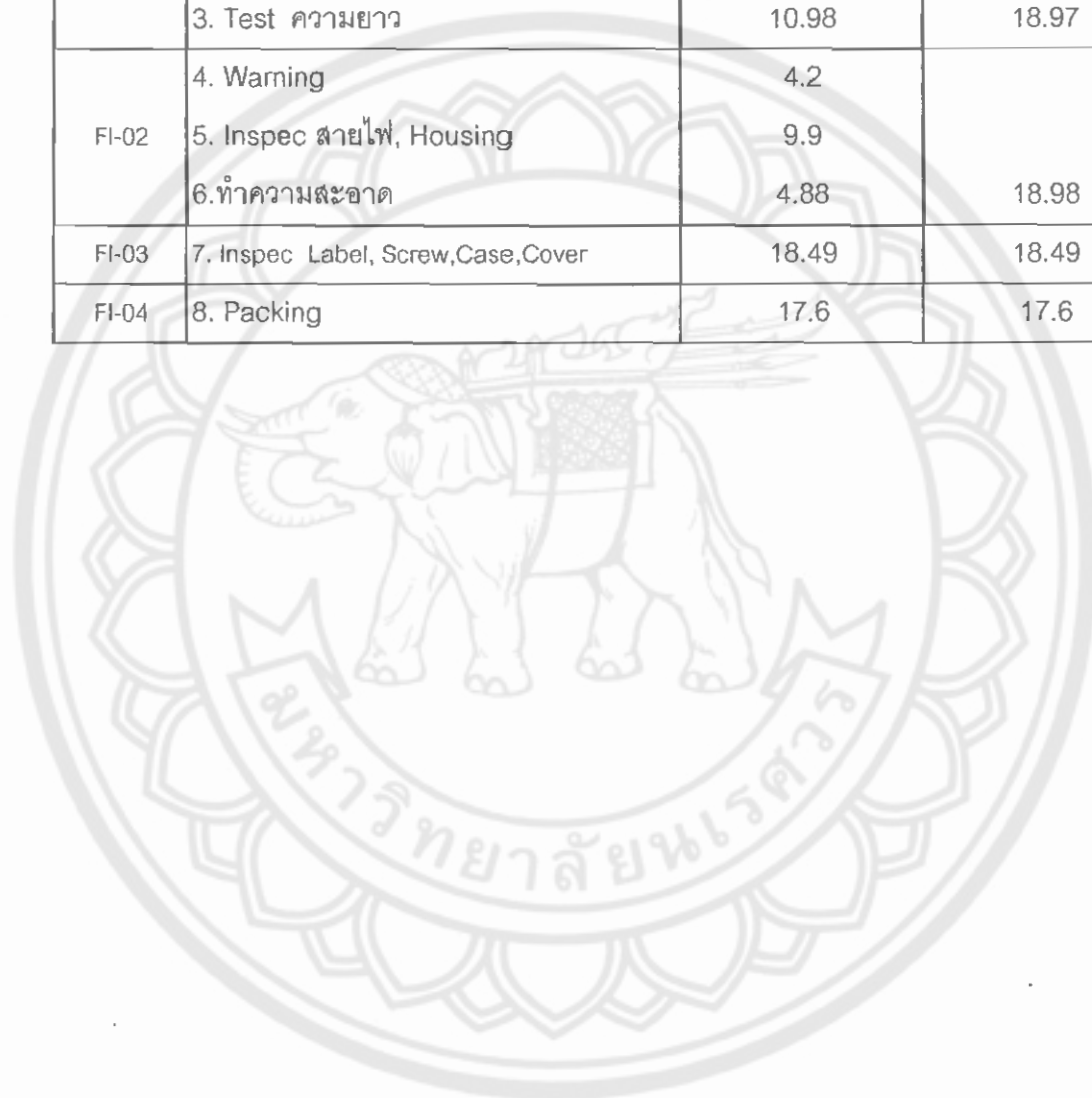 3. Test ความยาว 10.98 18.97
4. Warning 4.2
FI-02 5. Inspec สายไฟ, Housing 9.9
6.ทำความสะอาด 4.88 18.98
FI-03 7. Inspec Label, Screw,Case,Cover 18.49 18.49
FI-04 8. Packing 17.6 17.6
มหาวิทยาลัยนเรศวร